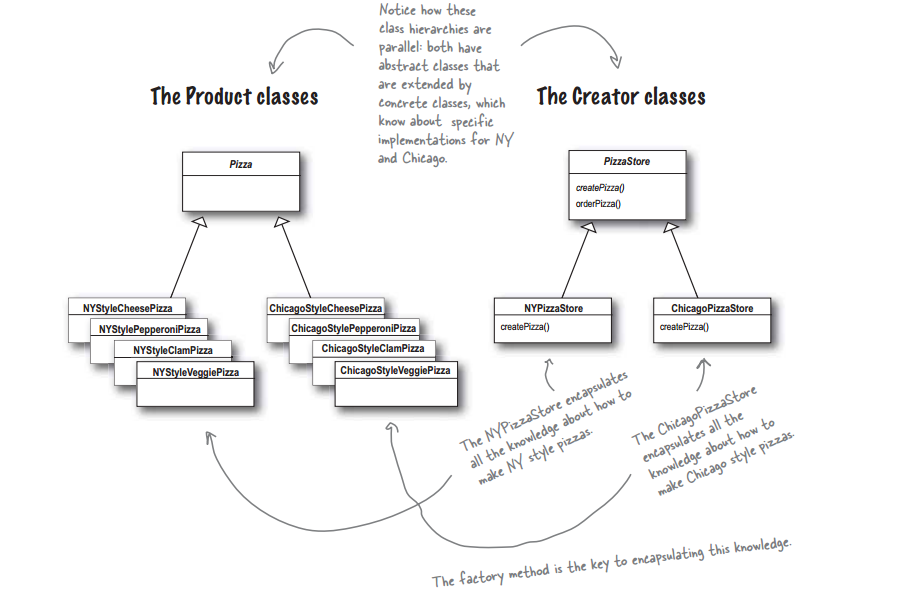 Notice how these
class hierarchies are
parallel: both have
abstract classes that
are extended by
concrete classes, which
know about specific
implementations for NY
and Chicago.
The Product classes
The Creator classes
Pizza
PizzaStore
createPizza()
orderPizza()
NYStyleCheesePizza
NYStylePepperoniPizza
NYStyleClamPizza
NYStyleVeggiePizza
ChicagoStyleCheesePizza
ChicagoStylePepperoniPizza
ChicagoStyleClamPizza
ChicagoStyleVeggiePizza
NYPizzaStore
createPizza()
ChicagoPizzaStore
createPizza()
The NYPizzaStore encapsulates
all the knowledge about how to
make NY style pizzas.
The ChicagoPizzaStore
encapsulates all the
knowledge about how to
make Chicago style pizzas.
The factory method is the key to encapsulating this knowledge.